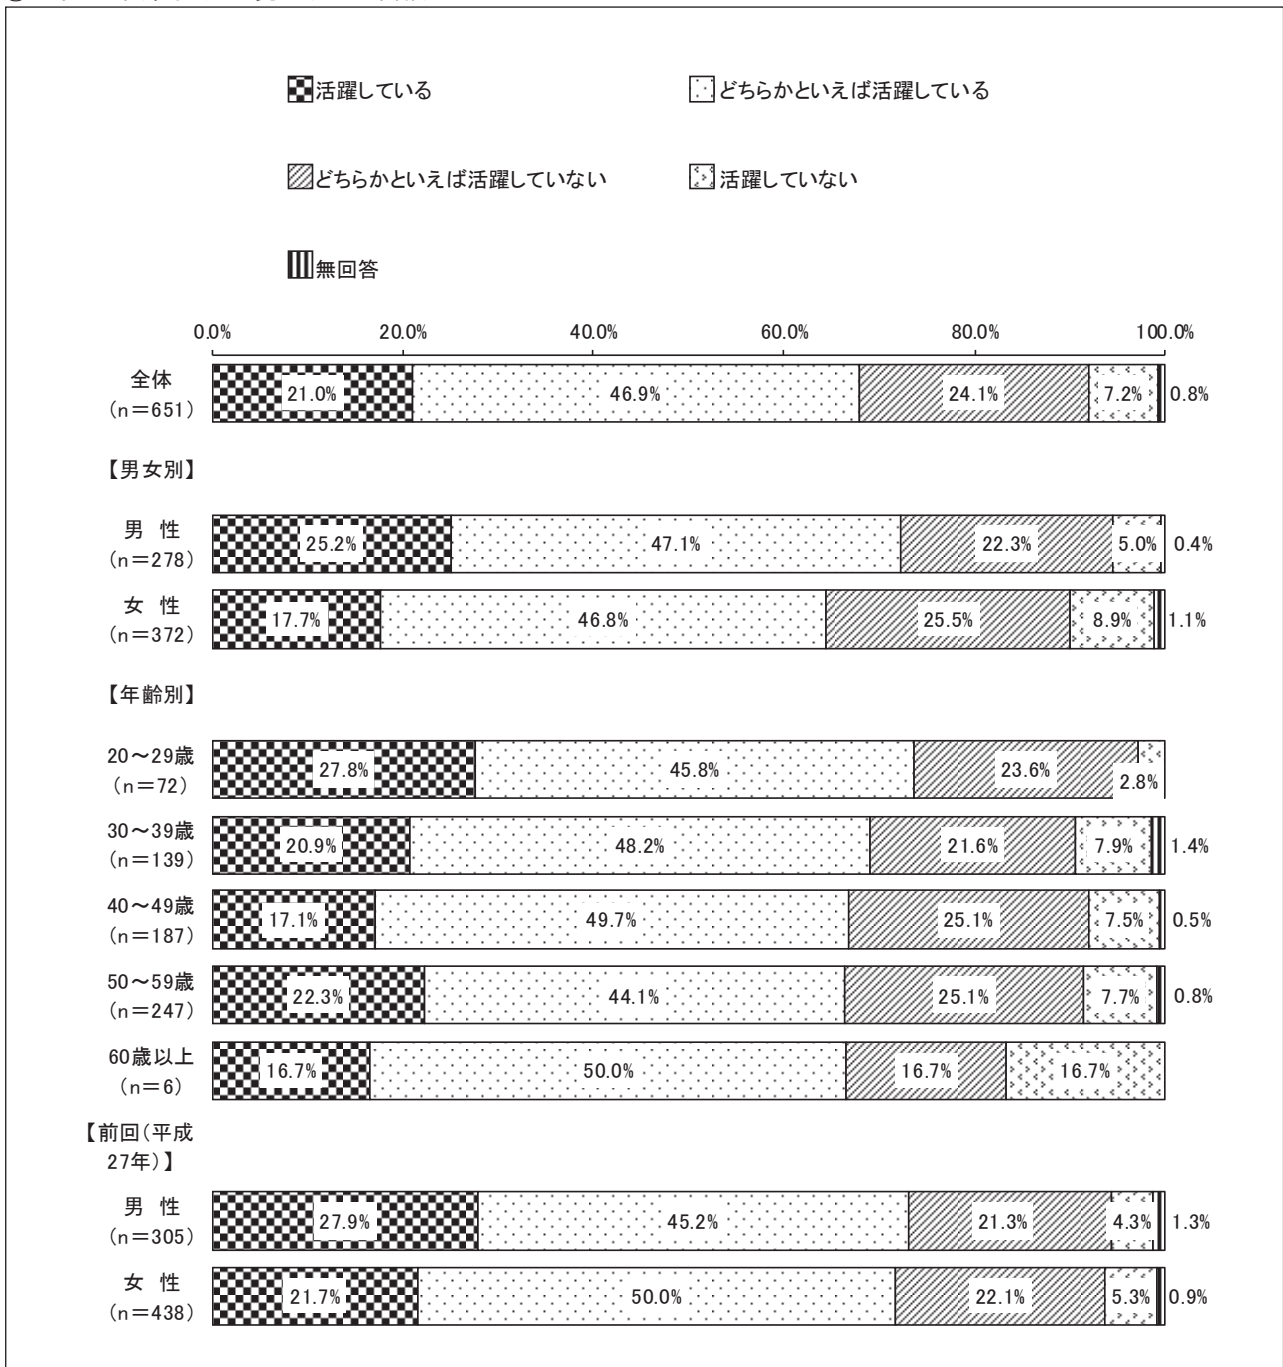 活躍している
どちらかといえば活躍している
どちらかといえば活躍していない
活躍していない
無回答
0.0% 20.0% 40.0% 60.0% 80.0% 100.0%
全体
(n=651)
21.0% 46.9% 24.1% 7.2% 0.8%
【男女別】
男 性
(n=278)
25.2% 47.1% 22.3% 5.0% 0.4%
女 性
(n=372)
17.7% 46.8% 25.5% 8.9% 1.1%
【年齢別】
20~29歳
(n=72)
27.8% 45.8% 23.6% 2.8%
30~39歳
(n=139)
20.9% 48.2% 21.6% 7.9% 1.4%
40~49歳
(n=187)
17.1% 49.7% 25.1% 7.5% 0.5%
50~59歳
(n=247)
22.3% 44.1% 25.1% 7.7% 0.8%
60歳以上
(n=6)
16.7% 50.0% 16.7% 16.7%
【前回(平成
27年)】
男 性
(n=305)
27.9% 45.2% 21.3% 4.3% 1.3%
女 性
(n=438)
21.7% 50.0% 22.1% 5.3% 0.9%